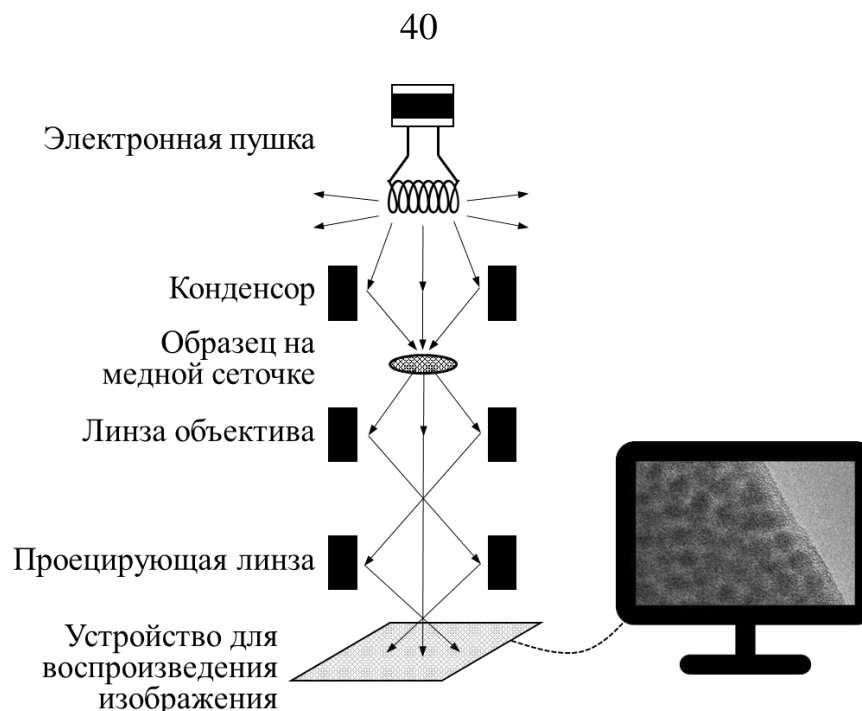 40
Электронная пушка
Конденсор
Образец на
медной сеточке
Линза объектива
Проецирующая линза
Устройство для
воспроизведения
изображения